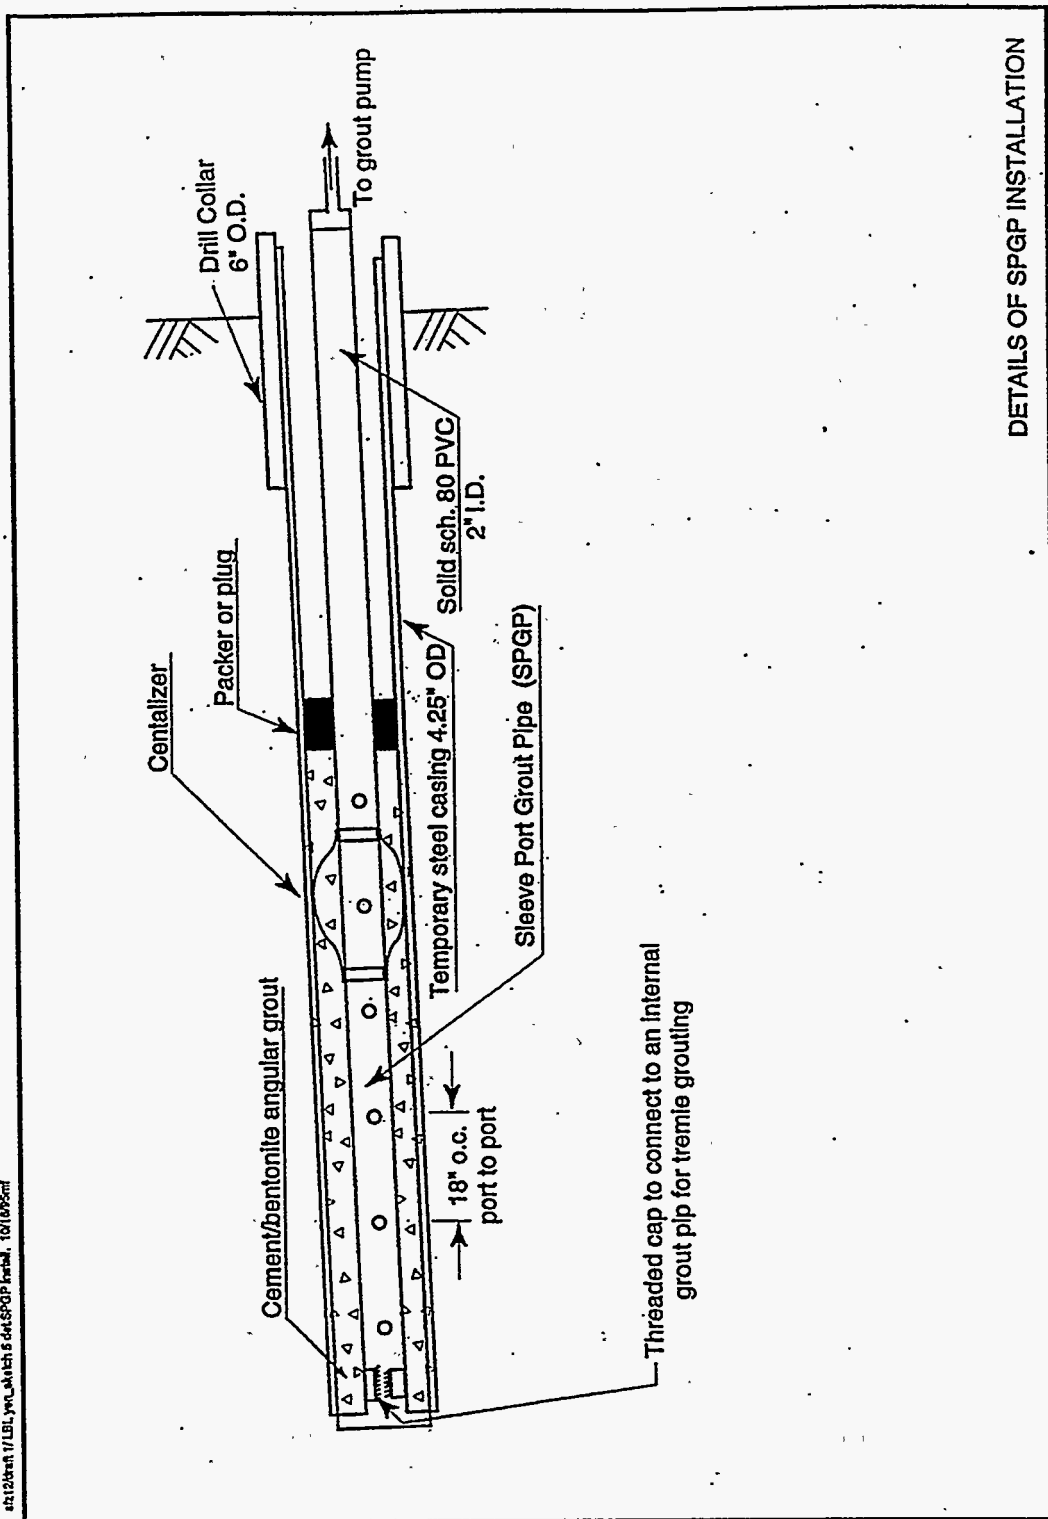 To grout pump
Drill Collar
6" O.D.
Solid sch. 80 PVC
2" I.D.
Packer or plug
Centalizer
Temporary steel casing 4.25" OD
Sleeve Port Grout Pipe (SPGP)
Cement/bentonite angular grout
18" o.c.
port to port
Threaded cap to connect to an internal
grout pip for tremie grouting
DETAILS OF SPGP INSTALLATION